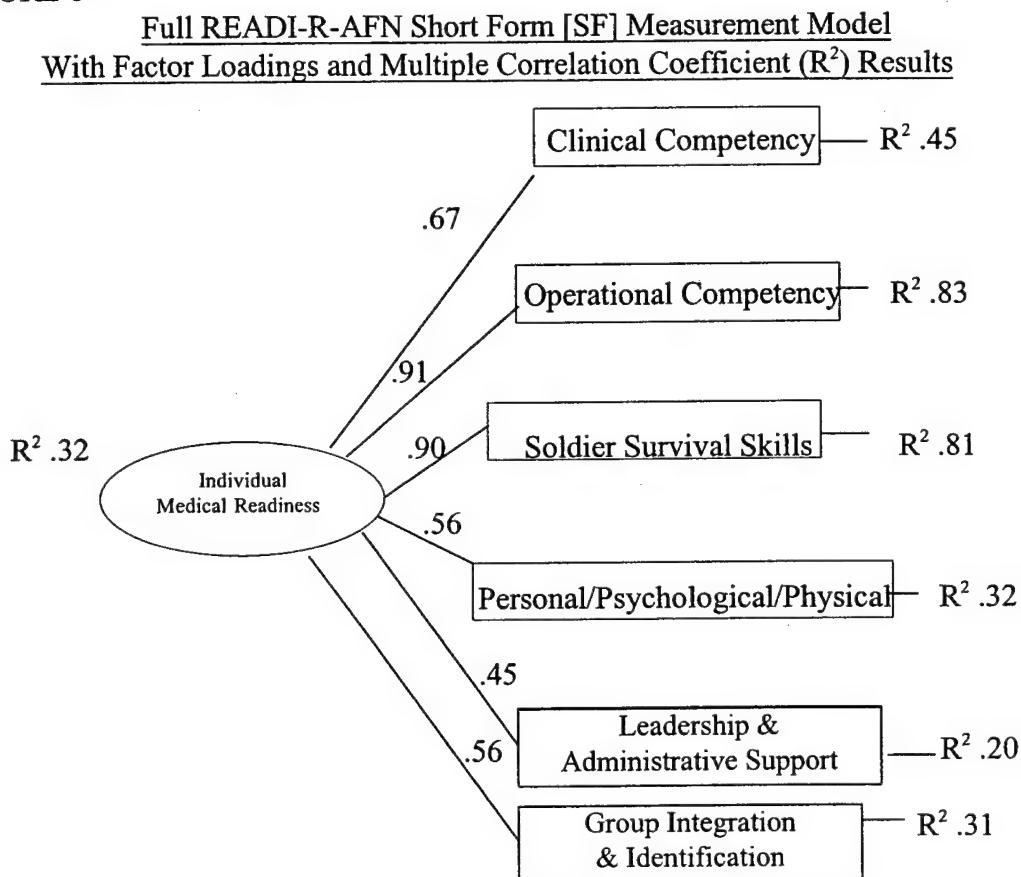 Full READI-R-AFN Short Form [SF] Measurement Model
With Factor Loadings and Multiple Correlation Coefficient (R²) Results
Clinical Competency
R² .45
.67
Operational Competency
R² .83
.91
Soldier Survival Skills
R² .81
.90
R² .32
Individual
Medical Readiness
.56
Personal/Psychological/Physical
R² .32
.45
Leadership &
Administrative Support
R² .20
.56
Group Integration
& Identification
R² .31